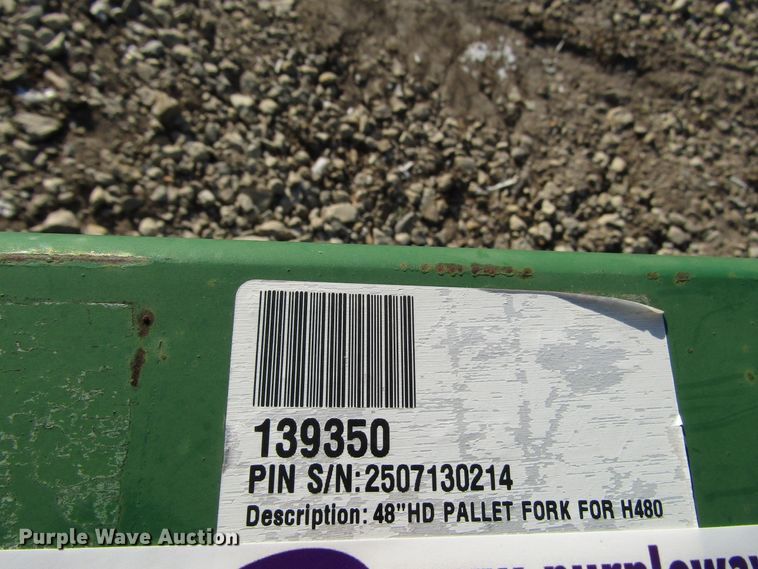 139350
PIN S/N: 2507130214
Description: 48"HD PALLET FORK FOR H480
Purple Wave Auction